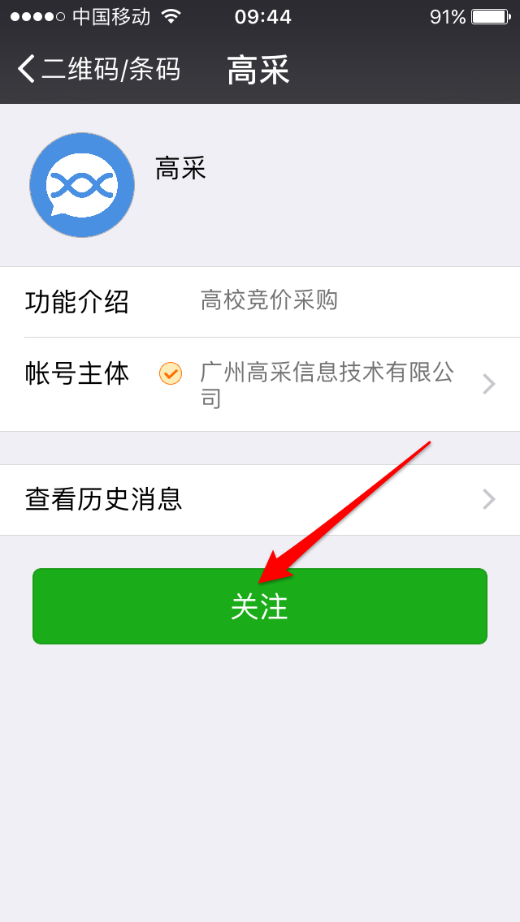 中国移动 09:44 91%
二维码/条码 高采
高采
功能介绍 高校竞价采购
帐号主体 广州高采信息技术有限公
司
查看历史消息
关注